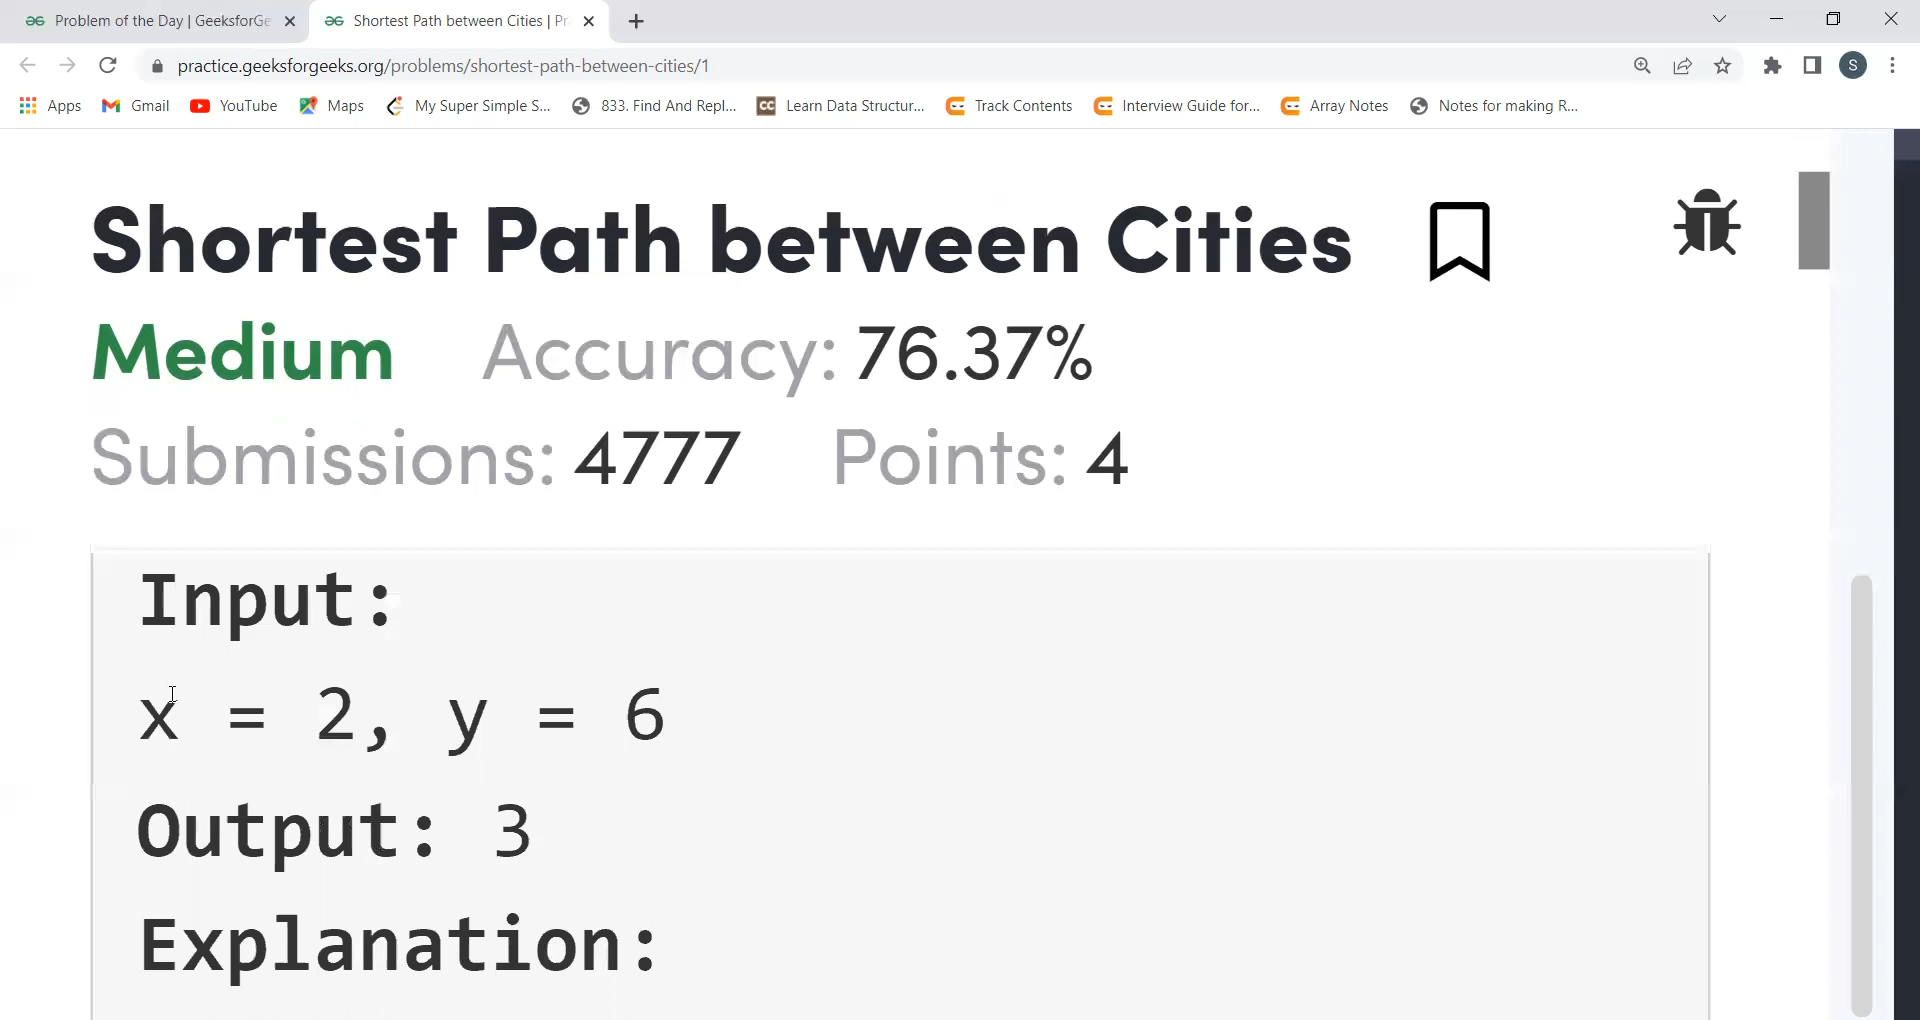 Problem of the Day | GeeksforGe
Shortest Path between Cities | Pr
practice.geeksforgeeks.org/problems/shortest-path-between-cities/1
S
Apps
Gmail
YouTube
Maps
My Super Simple S...
833. Find And Repl...
CC
Learn Data Structur...
Track Contents
Interview Guide for...
Array Notes
Notes for making R...
Shortest Path between Cities
Medium Accuracy: 76.37%
Submissions: 4777 Points: 4
Input:
x = 2, y = 6
Output: 3
Explanation: